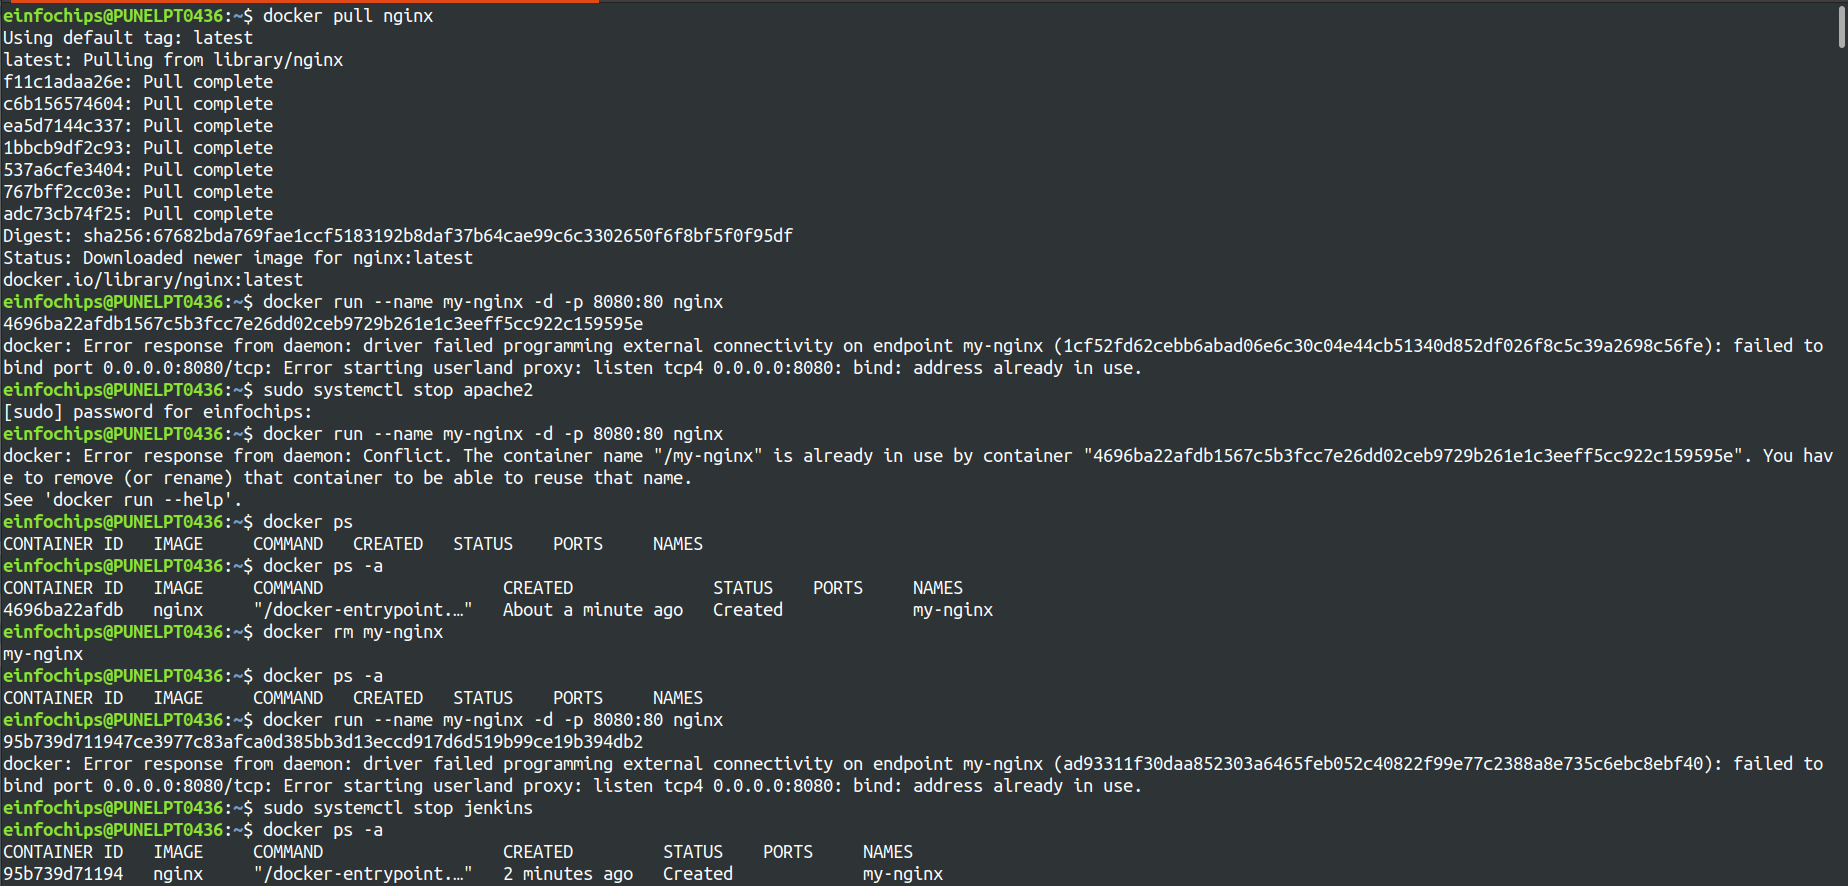 einfochips@PUNELPT0436:~$ docker pull nginx
Using default tag: latest
latest: Pulling from library/nginx
f11c1adaa26e: Pull complete
c6b156574604: Pull complete
ea5d7144c337: Pull complete
1bbcb9df2c93: Pull complete
537a6cfe3404: Pull complete
767bff2cc03e: Pull complete
adc73cb74f25: Pull complete
Digest: sha256:67682bda769fae1ccf5183192b8daf37b64cae99c6c3302650f6f8bf5f0f95df
Status: Downloaded newer image for nginx:latest
docker.io/library/nginx:latest
einfochips@PUNELPT0436:~$ docker run --name my-nginx -d -p 8080:80 nginx
4696ba22afdb1567c5b3fcc7e26dd02ceb9729b261e1c3eeff5cc922c159595e
docker: Error response from daemon: driver failed programming external connectivity on endpoint my-nginx (1cf52fd62cebb6abad06e6c30c04e44cb51340d852df026f8c5c39a2698c56fe): failed to
bind port 0.0.0.0:8080/tcp: Error starting userland proxy: listen tcp4 0.0.0.0:8080: bind: address already in use.
einfochips@PUNELPT0436:~$ sudo systemctl stop apache2
[sudo] password for einfochips:
einfochips@PUNELPT0436:~$ docker run --name my-nginx -d -p 8080:80 nginx
docker: Error response from daemon: Conflict. The container name "/my-nginx" is already in use by container "4696ba22afdb1567c5b3fcc7e26dd02ceb9729b261e1c3eeff5cc922c159595e". You hav
e to remove (or rename) that container to be able to reuse that name.
See 'docker run --help'.
einfochips@PUNELPT0436:~$ docker ps
CONTAINER ID   IMAGE     COMMAND   CREATED   STATUS    PORTS     NAMES
einfochips@PUNELPT0436:~$ docker ps -a
CONTAINER ID   IMAGE     COMMAND                  CREATED              STATUS    PORTS     NAMES
4696ba22afdb   nginx     "/docker-entrypoint.…"   About a minute ago   Created             my-nginx
einfochips@PUNELPT0436:~$ docker rm my-nginx
my-nginx
einfochips@PUNELPT0436:~$ docker ps -a
CONTAINER ID   IMAGE     COMMAND   CREATED   STATUS    PORTS     NAMES
einfochips@PUNELPT0436:~$ docker run --name my-nginx -d -p 8080:80 nginx
95b739d711947ce3977c83afca0d385bb3d13eccd917d6d519b99ce19b394db2
docker: Error response from daemon: driver failed programming external connectivity on endpoint my-nginx (ad93311f30daa852303a6465feb052c40822f99e77c2388a8e735c6ebc8ebf40): failed to
bind port 0.0.0.0:8080/tcp: Error starting userland proxy: listen tcp4 0.0.0.0:8080: bind: address already in use.
einfochips@PUNELPT0436:~$ sudo systemctl stop jenkins
einfochips@PUNELPT0436:~$ docker ps -a
CONTAINER ID   IMAGE     COMMAND                  CREATED         STATUS    PORTS     NAMES
95b739d71194   nginx     "/docker-entrypoint.…"   2 minutes ago   Created             my-nginx